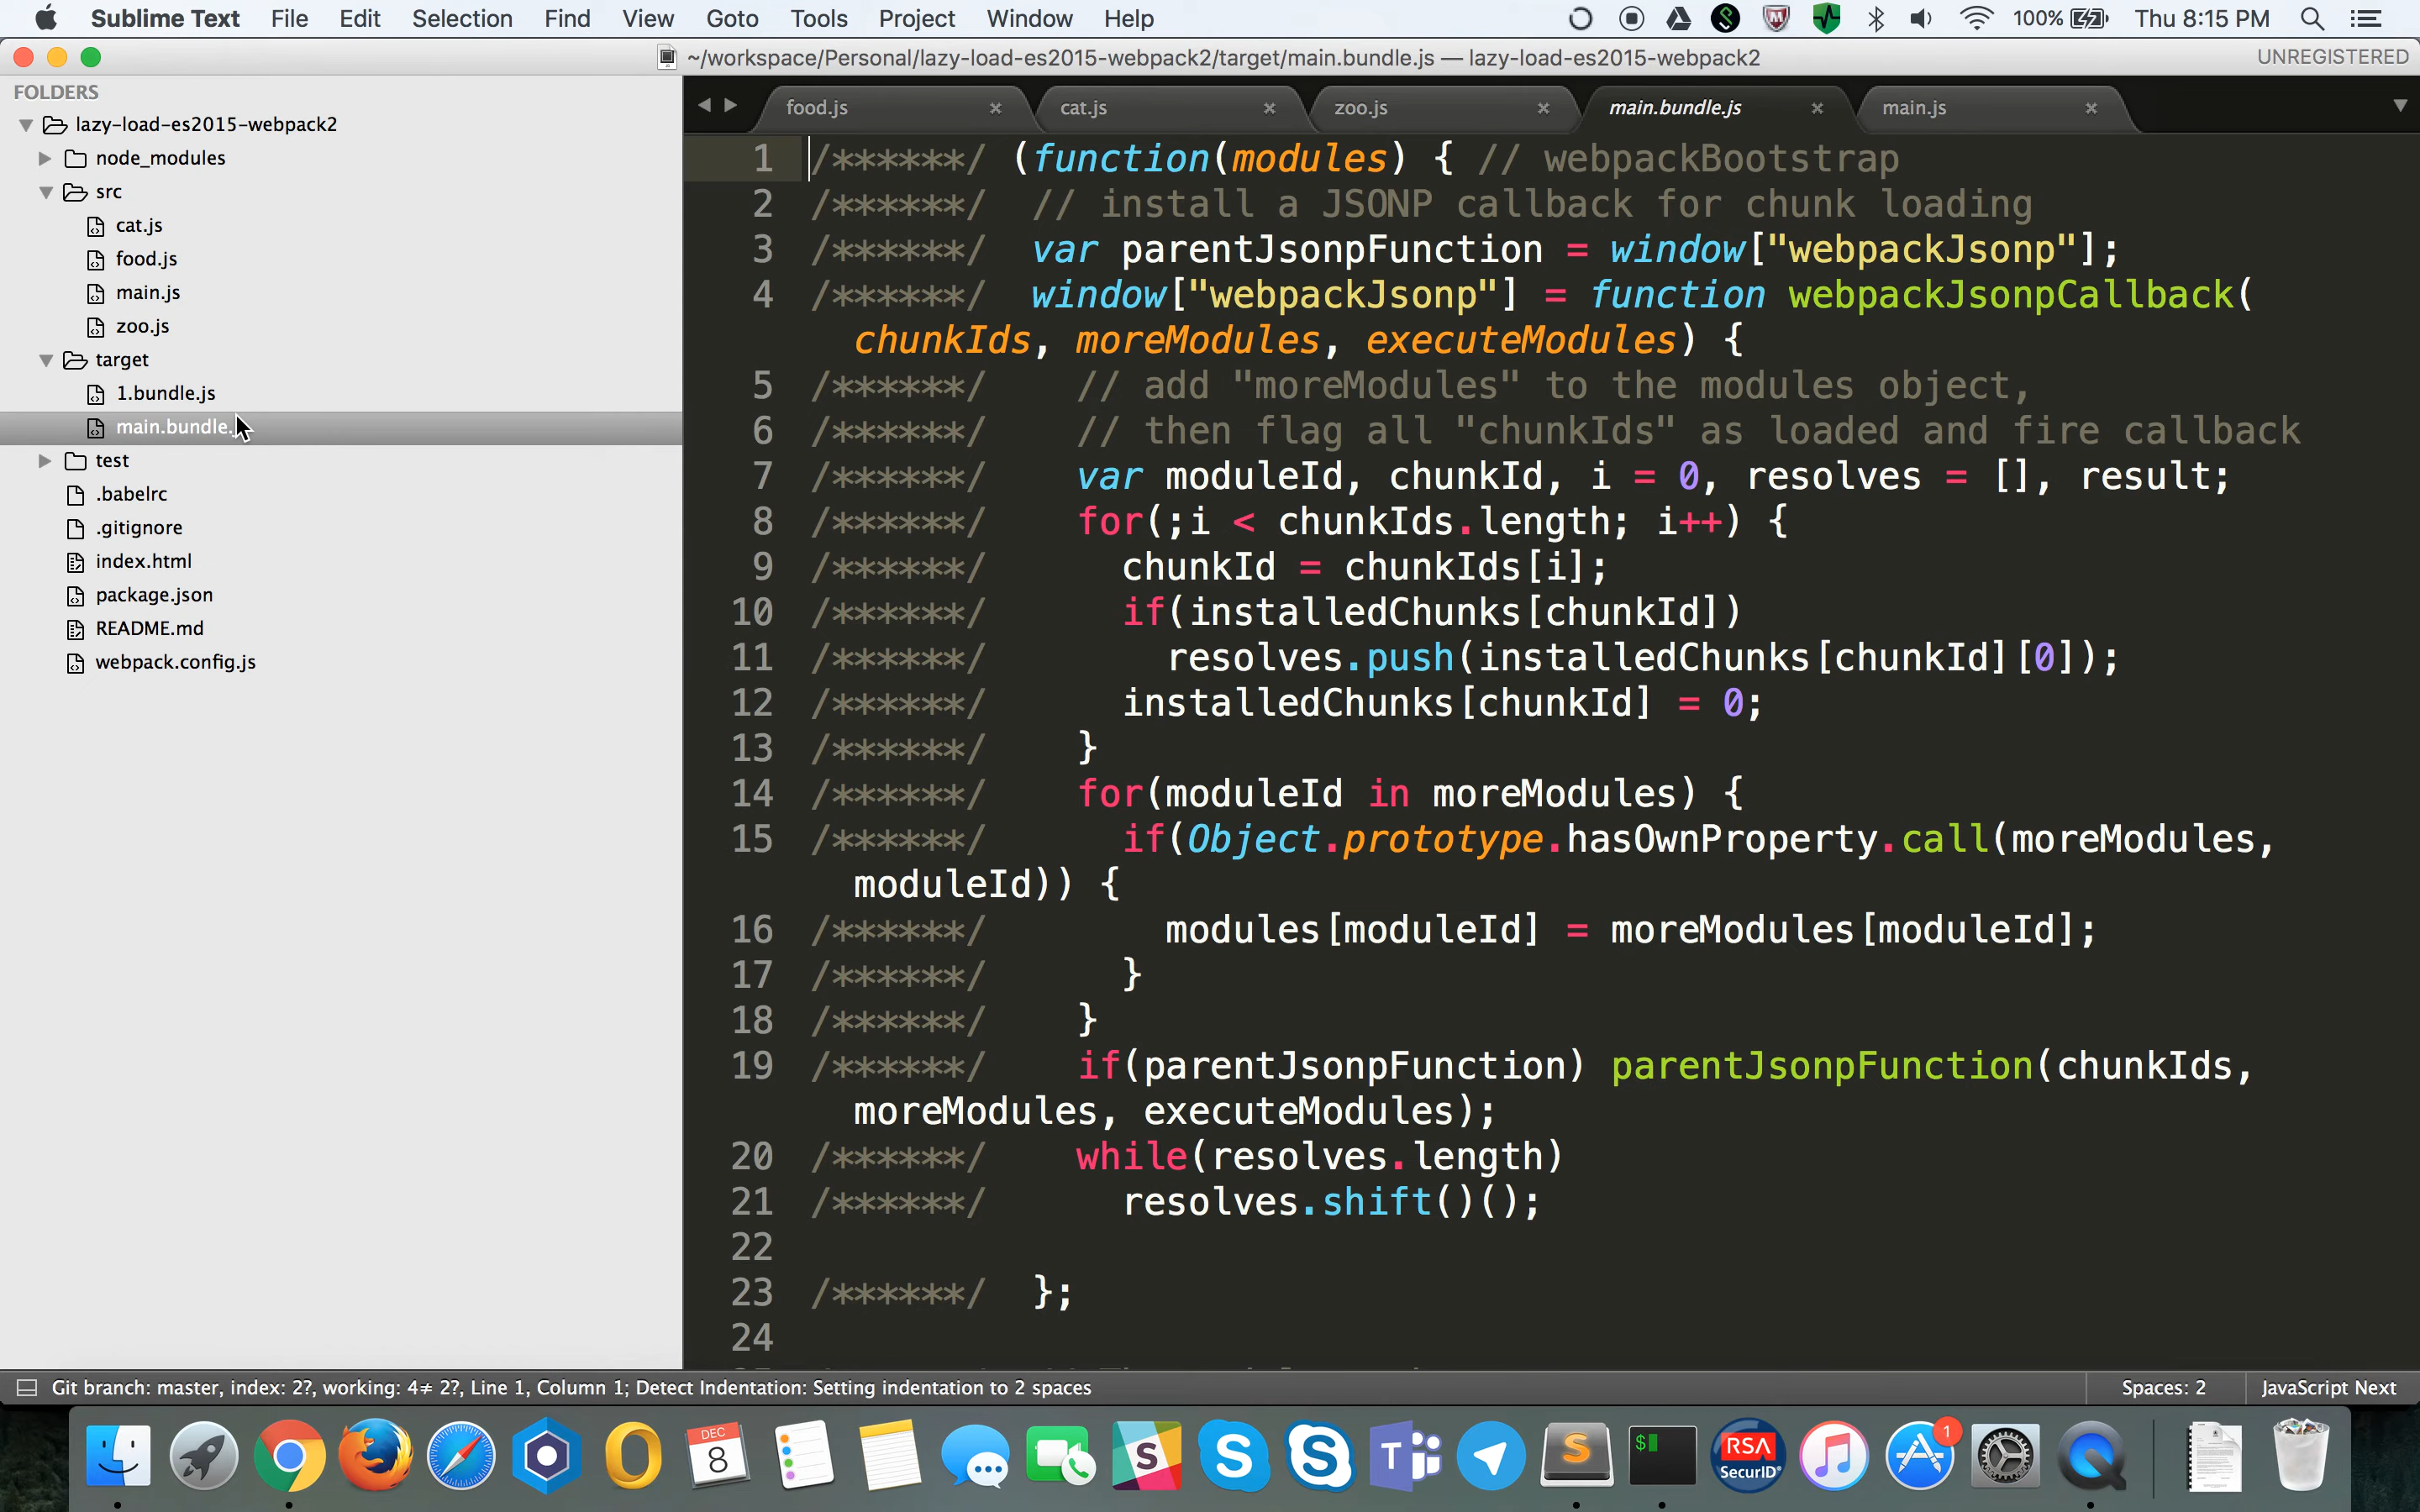 Sublime Text File Edit Selection Find View Goto Tools Project Window Help 100% Thu 8:15 PM
~/workspace/Personal/lazy-load-es2015-webpack2/target/main.bundle.js — lazy-load-es2015-webpack2 UNREGISTERED
FOLDERS
lazy-load-es2015-webpack2
node_modules
src
cat.js
food.js
main.js
zoo.js
target
1.bundle.js
main.bundle.
test
.babelrc
.gitignore
index.html
package.json
README.md
webpack.config.js
food.js cat.js zoo.js main.bundle.js main.js
1 /******/ (function(modules) { // webpackBootstrap
2 /******/ // install a JSONP callback for chunk loading
3 /******/ var parentJsonpFunction = window["webpackJsonp"];
4 /******/ window["webpackJsonp"] = function webpackJsonpCallback(
chunkIds, moreModules, executeModules) {
5 /******/ // add "moreModules" to the modules object,
6 /******/ // then flag all "chunkIds" as loaded and fire callback
7 /******/ var moduleId, chunkId, i = 0, resolves = [], result;
8 /******/ for(;i < chunkIds.length; i++) {
9 /******/ chunkId = chunkIds[i];
10 /******/ if(installedChunks[chunkId])
11 /******/ resolves.push(installedChunks[chunkId][0]);
12 /******/ installedChunks[chunkId] = 0;
13 /******/ }
14 /******/ for(moduleId in moreModules) {
15 /******/ if(Object.prototype.hasOwnProperty.call(moreModules,
moduleId)) {
16 /******/ modules[moduleId] = moreModules[moduleId];
17 /******/ }
18 /******/ }
19 /******/ if(parentJsonpFunction) parentJsonpFunction(chunkIds,
moreModules, executeModules);
20 /******/ while(resolves.length)
21 /******/ resolves.shift()();
22
23 /******/ };
24
Git branch: master, index: 2?, working: 4≠ 2?, Line 1, Column 1; Detect Indentation: Setting indentation to 2 spaces Spaces: 2 JavaScript Next
DEC
8
S
S
S
T
S
$
RSA
SecurID
1